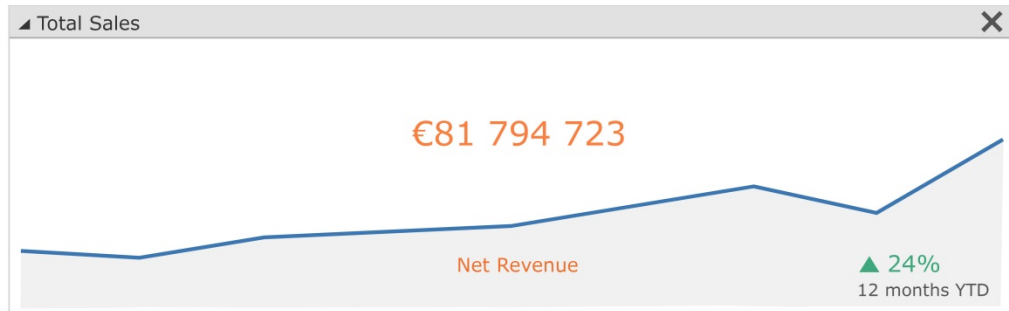 Total Sales
€81 794 723
Net Revenue
24%
12 months YTD